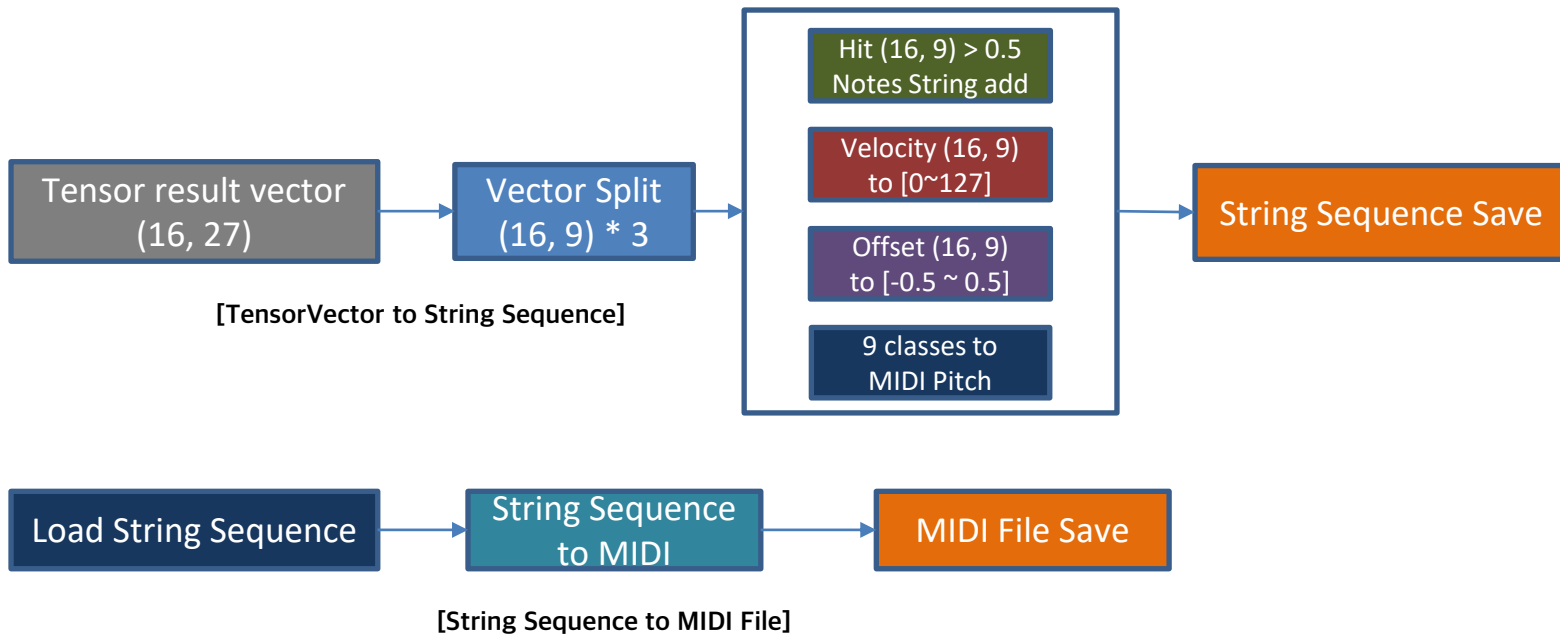 Hit (16, 9) > 0.5
Notes String add
Velocity (16, 9)
to [0~127]
Tensor result vector
(16, 27)
Vector Split
(16, 9) * 3
String Sequence Save
Offset (16, 9)
to [-0.5 ~ 0.5]
[TensorVector to String Sequence]
9 classes to
MIDI Pitch
Load String Sequence
String Sequence
to MIDI
MIDI File Save
[String Sequence to MIDI File]